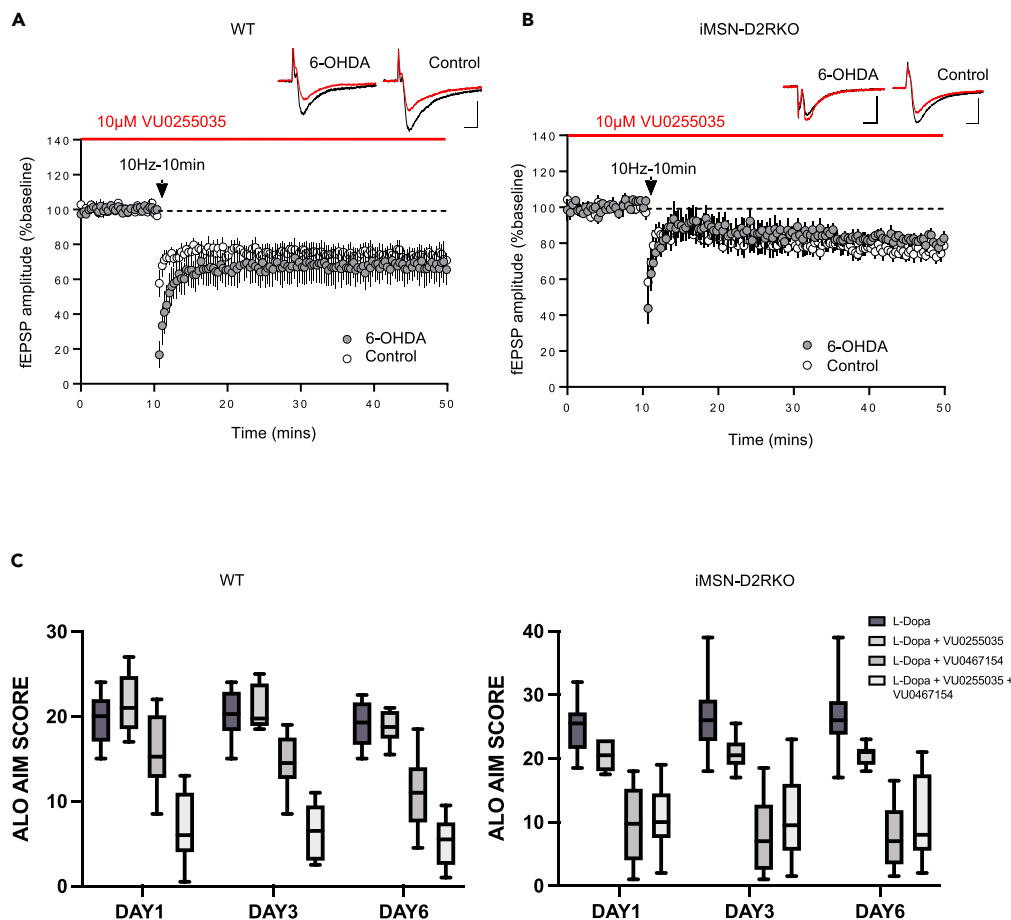 A
WT
6-OHDA
Control
10µM VU0255035
140
120
100
80
60
40
20
0
fEPSP amplitude (%baseline)
10Hz-10min
6-OHDA
Control
0
10
20
30
40
50
Time (mins)
B
iMSN-D2RKO
6-OHDA
Control
10µM VU0255035
140
120
100
80
60
40
20
0
fEPSP amplitude (%baseline)
10Hz-10min
6-OHDA
Control
0
10
20
30
40
50
Time (mins)
C
WT
30
20
10
0
ALO AIM SCORE
DAY1
DAY3
DAY6
iMSN-D2RKO
L-Dopa
L-Dopa + VU0255035
L-Dopa + VU0467154
L-Dopa + VU0255035 +
VU0467154
40
30
20
10
0
ALO AIM SCORE
DAY1
DAY3
DAY6